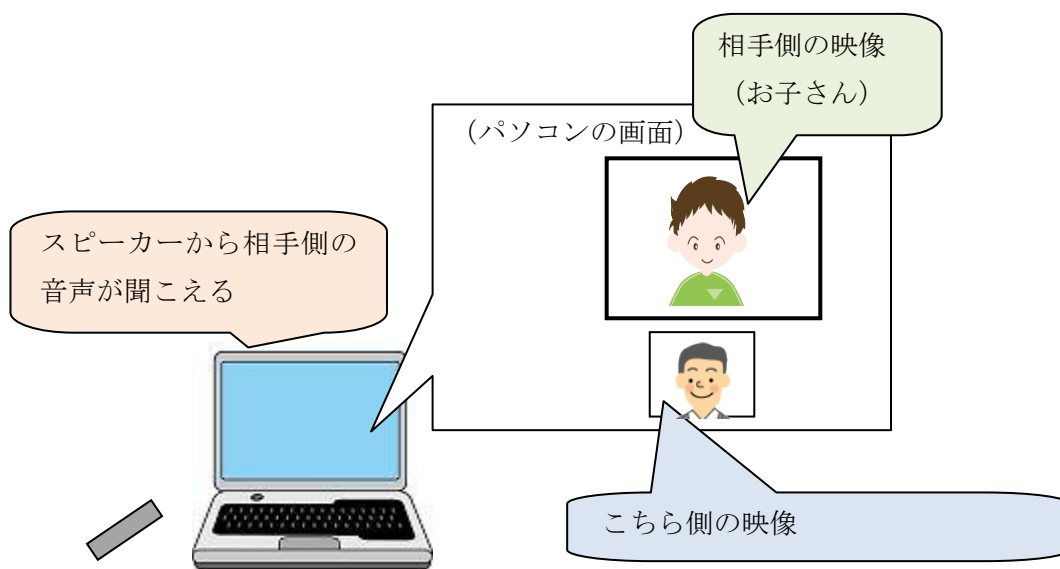 相手側の映像
（お子さん）
（パソコンの画面）
スピーカーから相手側の
音声が聞こえる
こちら側の映像